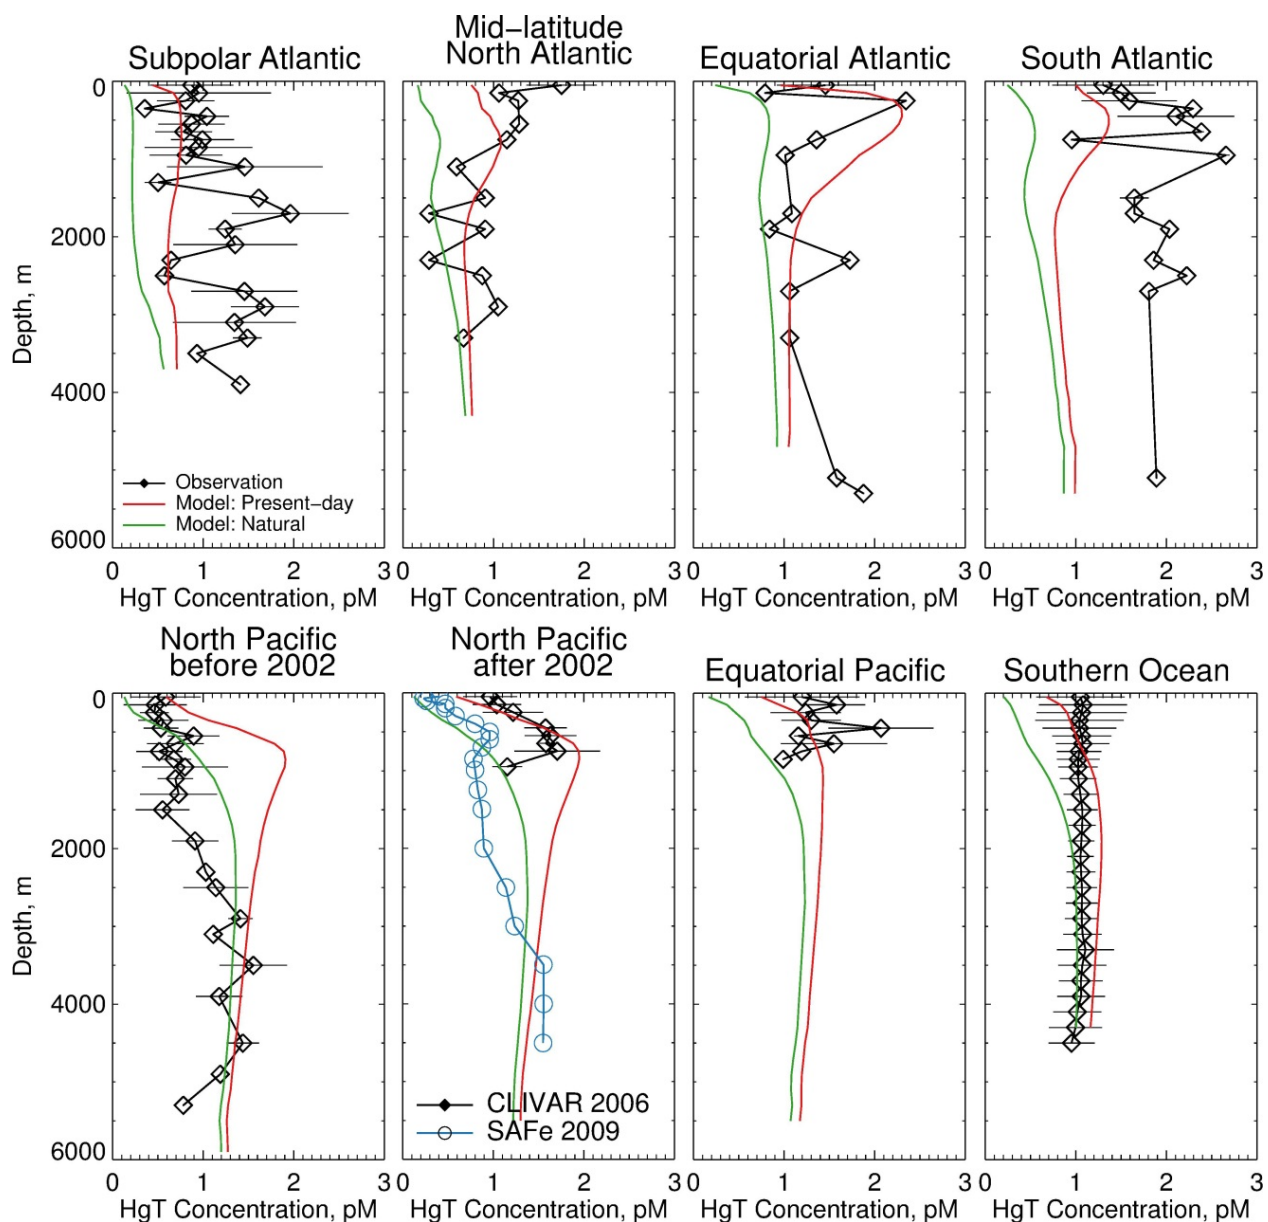 Subpolar Atlantic
Mid-latitude
North Atlantic
Equatorial Atlantic
South Atlantic
0
2000
4000
6000
Depth, m
Observation
Model: Present-day
Model: Natural
0 1 2 3 0 1 2 3 0 1 2 3 0 1 2 3
HgT Concentration, pM HgT Concentration, pM HgT Concentration, pM HgT Concentration, pM
North Pacific
before 2002
North Pacific
after 2002
Equatorial Pacific
Southern Ocean
0
2000
4000
6000
Depth, m
CLIVAR 2006
SAFe 2009
0 1 2 3 0 1 2 3 0 1 2 3 0 1 2 3
HgT Concentration, pM HgT Concentration, pM HgT Concentration, pM HgT Concentration, pM